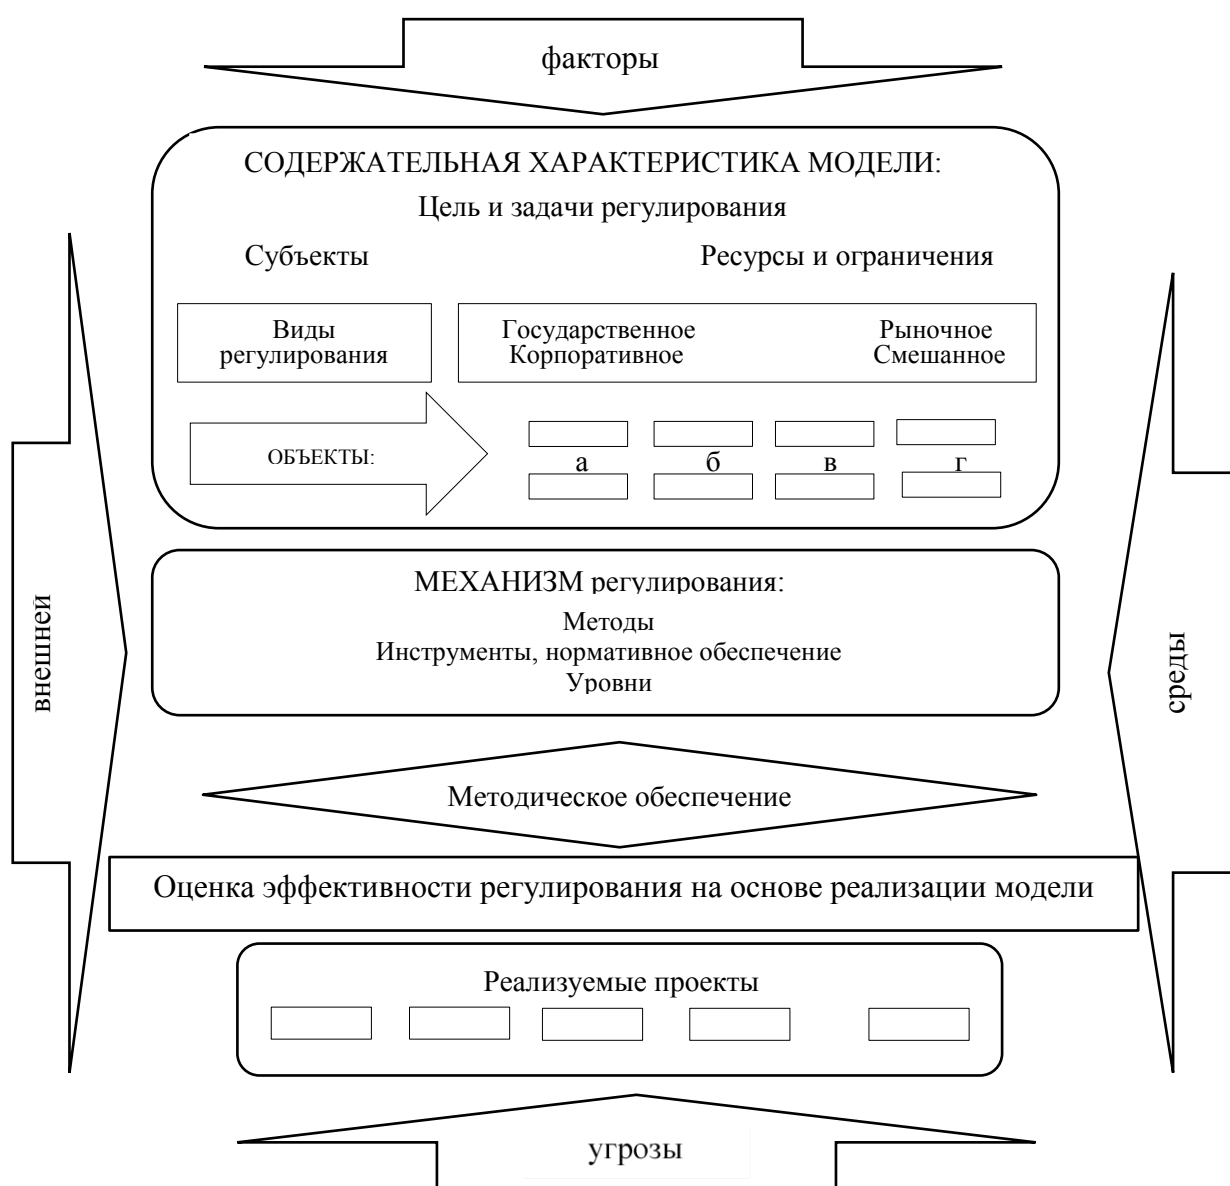 факторы
СОДЕРЖАТЕЛЬНАЯ ХАРАКТЕРИСТИКА МОДЕЛИ:
Цель и задачи регулирования
Субъекты
Ресурсы и ограничения
Виды
регулирования
Государственное
Корпоративное
Рыночное
Смешанное
ОБЪЕКТЫ:
а
б
в
г
МЕХАНИЗМ регулирования:
Методы
Инструменты, нормативное обеспечение
Уровни
внешней
среды
Методическое обеспечение
Оценка эффективности регулирования на основе реализации модели
Реализуемые проекты
угрозы